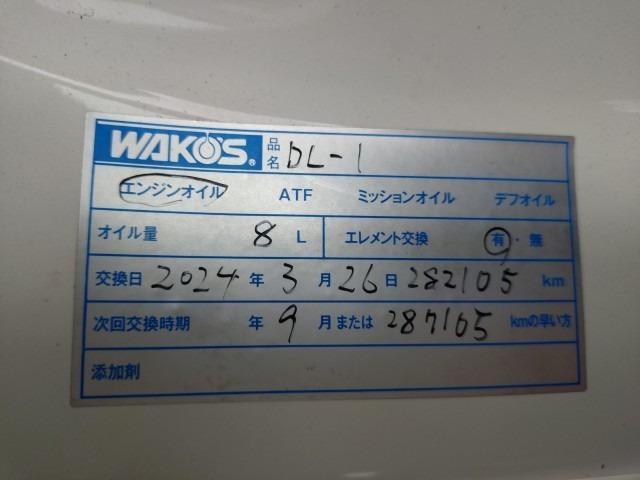 WAKO'S® 品名 DL-1
エンジンオイル ATF ミッションオイル デフオイル
オイル量 8 L エレメント交換 有・無
交換日 2024 年 3 月 26 日 282105 km
次回交換時期 年 9 月または 287105 kmの早い方
添加剤